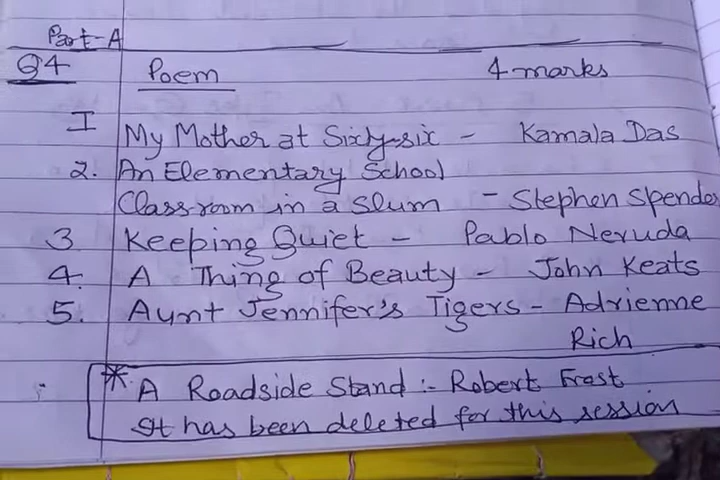 Part-A
Q4 Poem 4 marks
I My Mother at Sixty-six - Kamala Das
2. An Elementary School
Classroom in a Slum - Stephen Spender
3 Keeping Quiet - Pablo Neruda
4. A Thing of Beauty - John Keats
5. Aunt Jennifer's Tigers - Adrienne
Rich
* A Roadside Stand :- Robert Frost
It has been deleted for this session